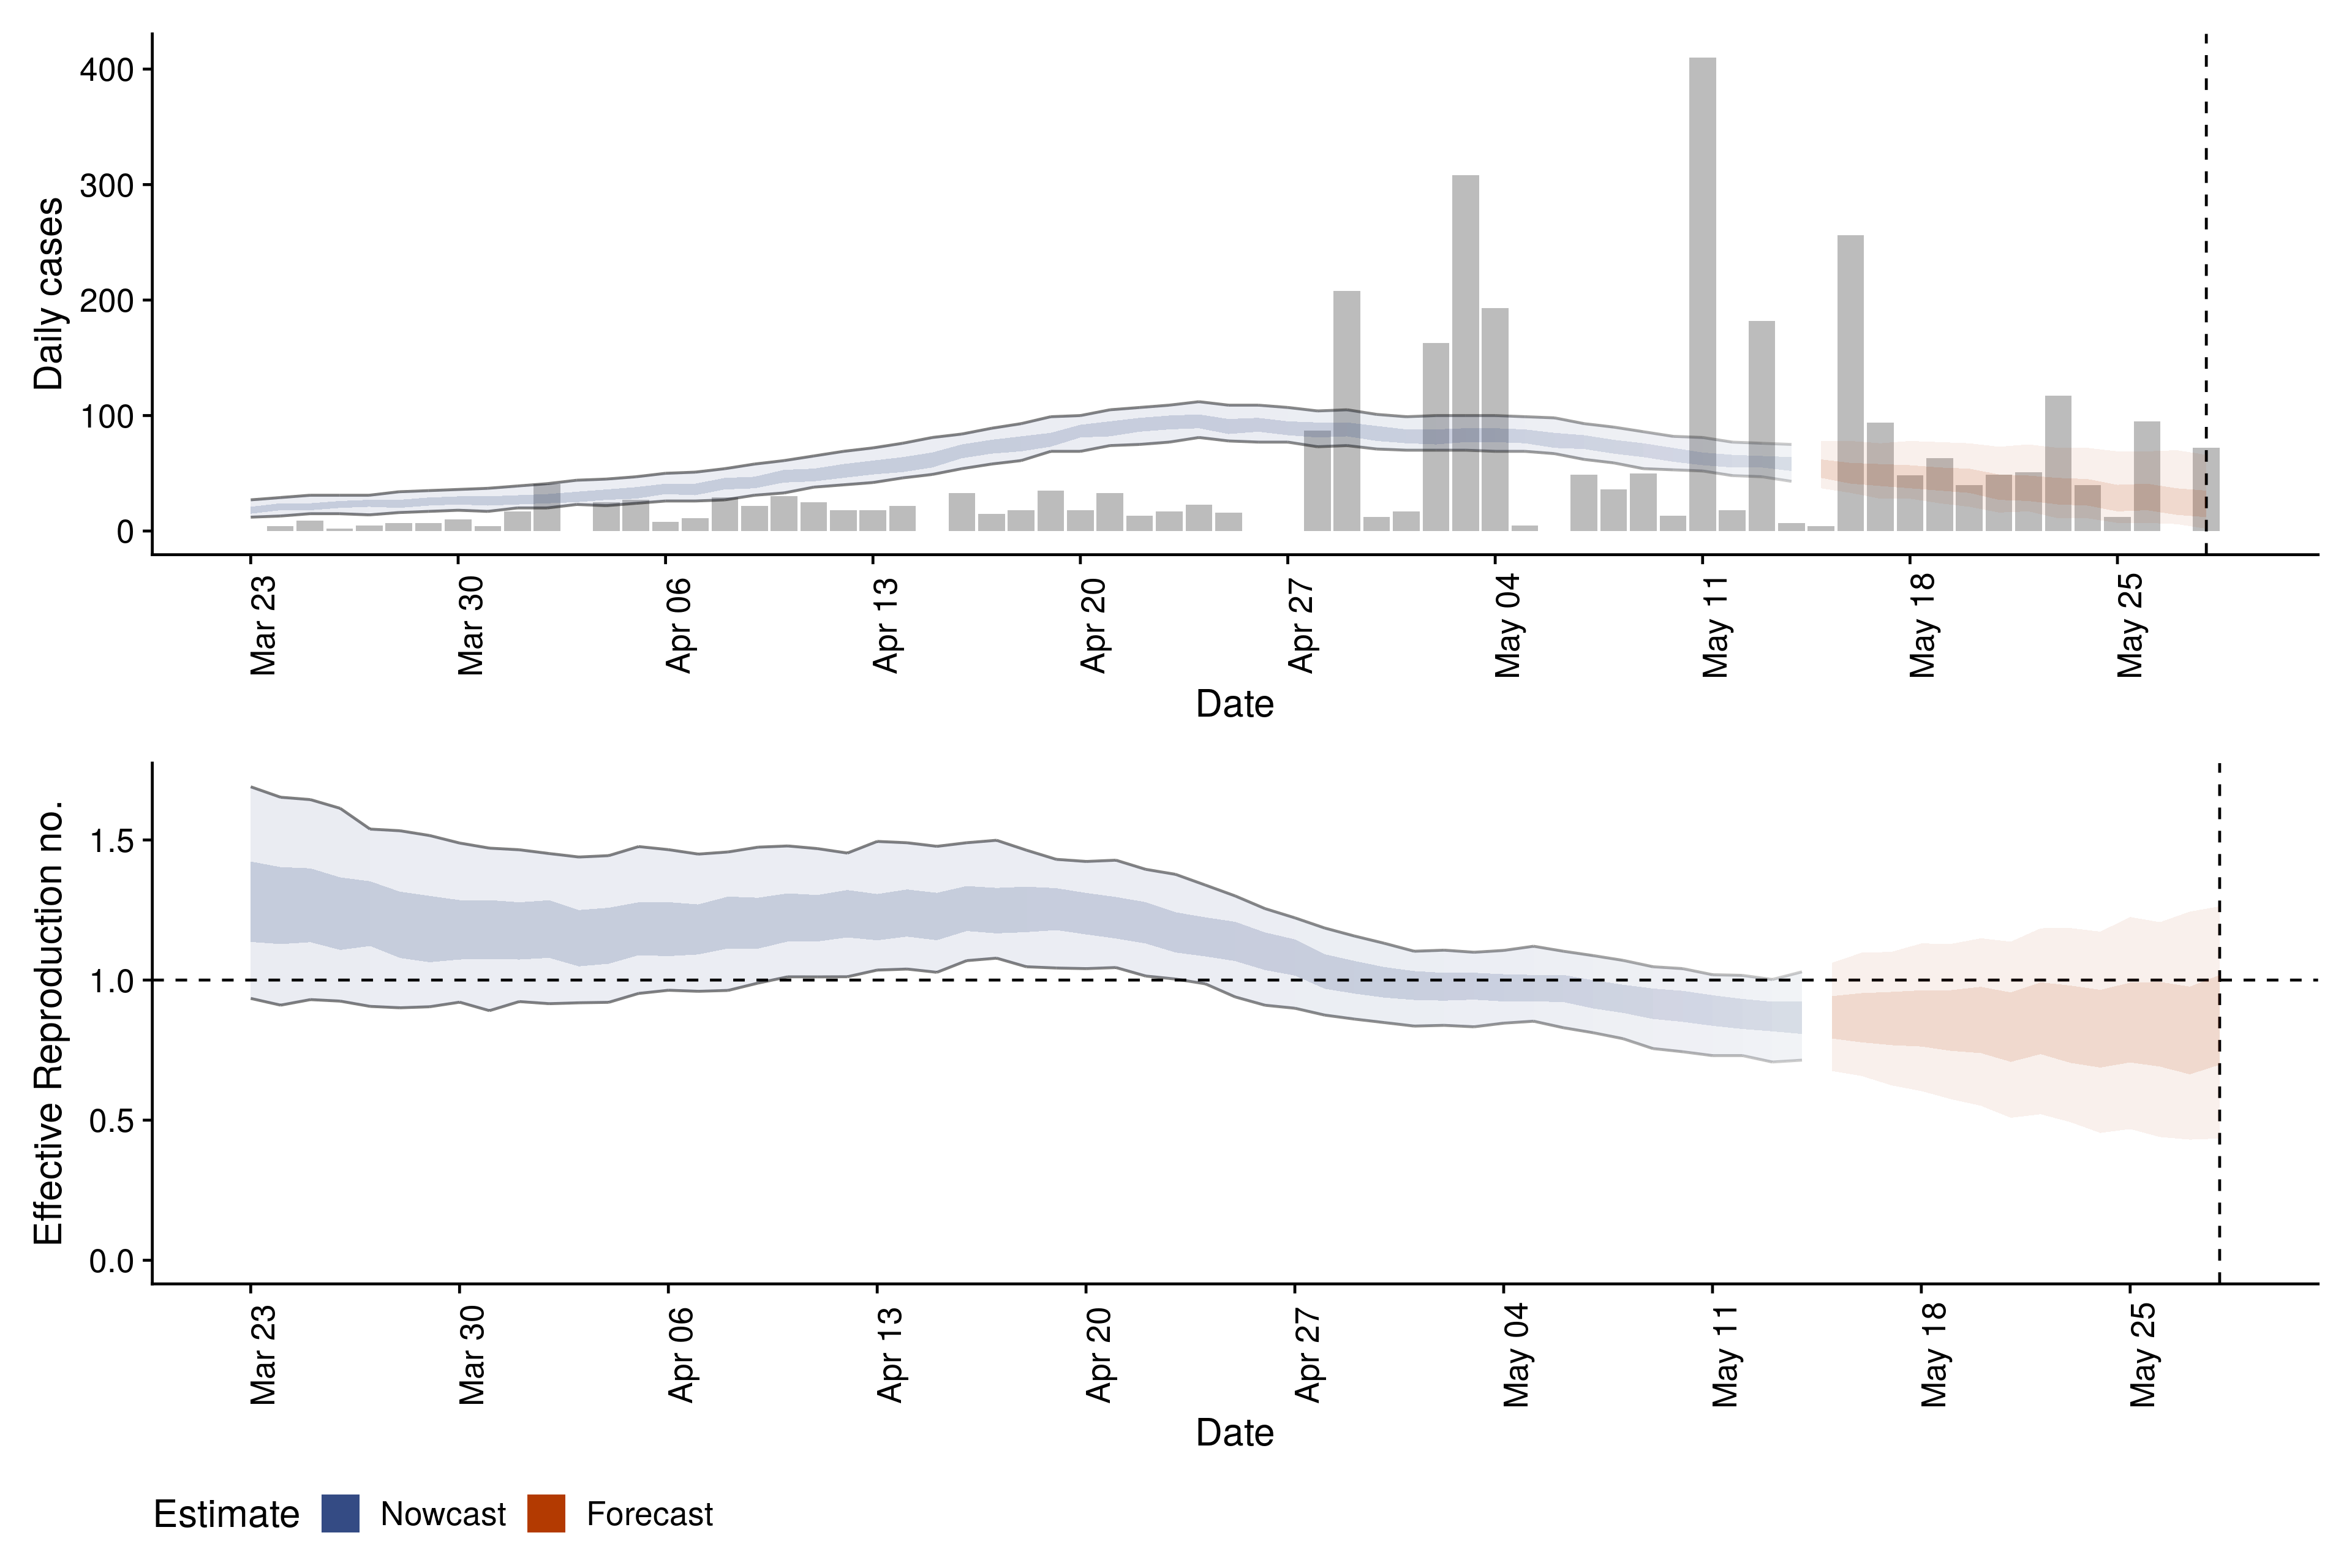 Daily cases
400
300
200
100
0
Mar 23
Mar 30
Apr 06
Apr 13
Apr 20
Apr 27
May 04
May 11
May 18
May 25
Date
Effective Reproduction no.
1.5
1.0
0.5
0.0
Mar 23
Mar 30
Apr 06
Apr 13
Apr 20
Apr 27
May 04
May 11
May 18
May 25
Date
Estimate Nowcast Forecast